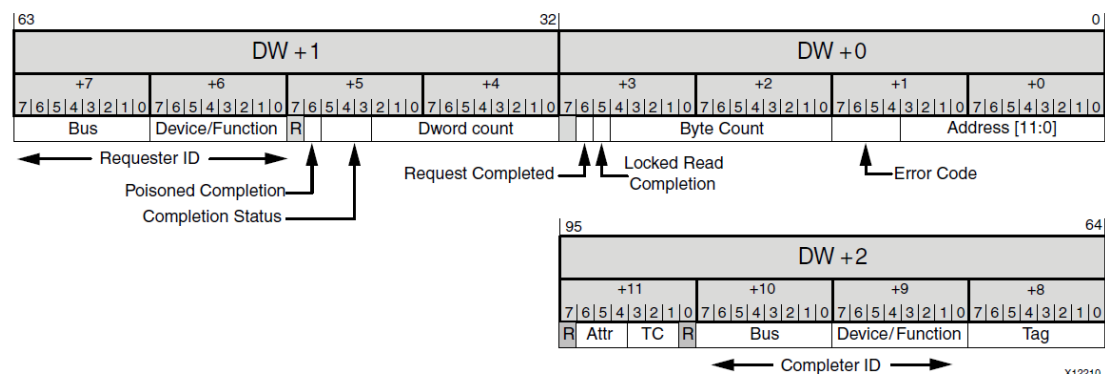 63 32 0
DW +1 DW +0
+7 +6 +5 +4 +3 +2 +1 +0
7 6 5 4 3 2 1 0 7 6 5 4 3 2 1 0 7 6 5 4 3 2 1 0 7 6 5 4 3 2 1 0 7 6 5 4 3 2 1 0 7 6 5 4 3 2 1 0 7 6 5 4 3 2 1 0 7 6 5 4 3 2 1 0
Bus Device/Function R Dword count Byte Count Address [11:0]
Requester ID
Poisoned Completion
Completion Status
Request Completed
Locked Read
Completion
Error Code
95 64
DW +2
+11 +10 +9 +8
7 6 5 4 3 2 1 0 7 6 5 4 3 2 1 0 7 6 5 4 3 2 1 0 7 6 5 4 3 2 1 0
R Attr TC R Bus Device/Function Tag
Completer ID
X12210